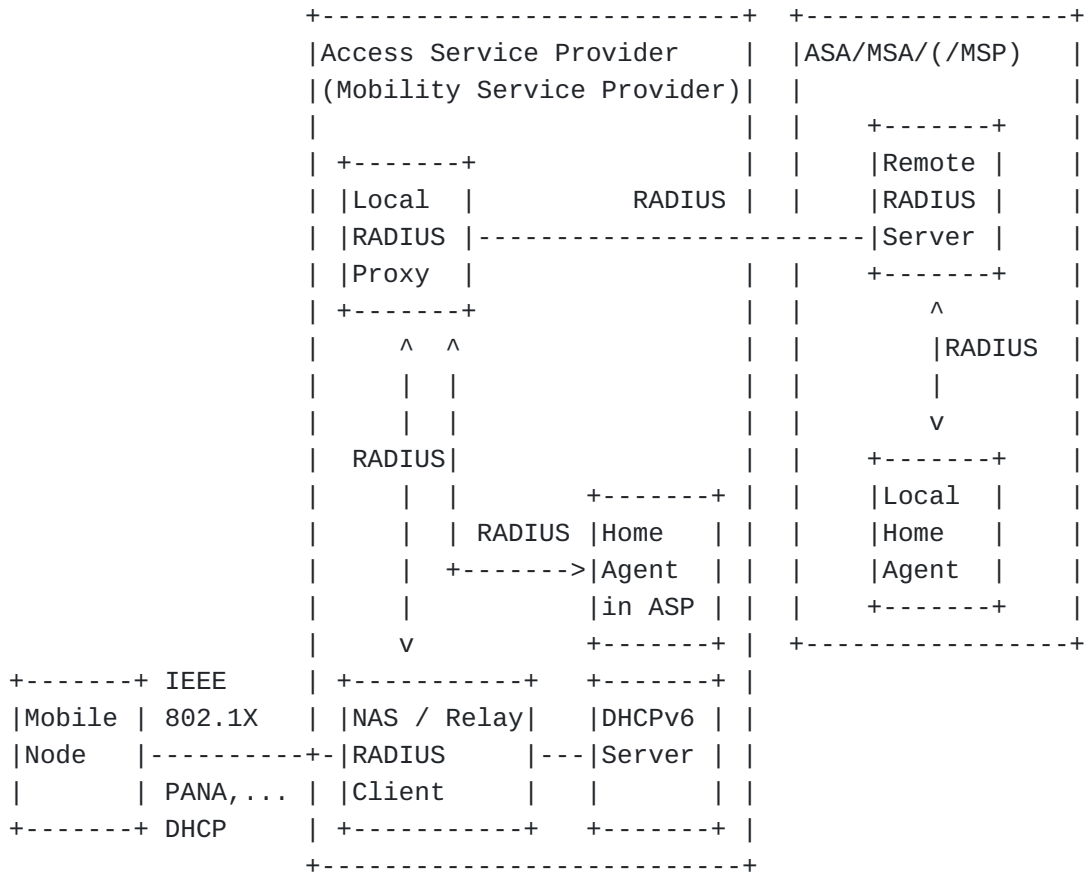 Access Service Provider
(Mobility Service Provider)
ASA/MSA/(/MSP)
Local
RADIUS
Proxy
RADIUS
Remote
RADIUS
Server
RADIUS
RADIUS
RADIUS
Home
Agent
in ASP
Local
Home
Agent
Mobile
Node
IEEE
802.1X
PANA,...
DHCP
NAS / Relay
RADIUS
Client
DHCPv6
Server